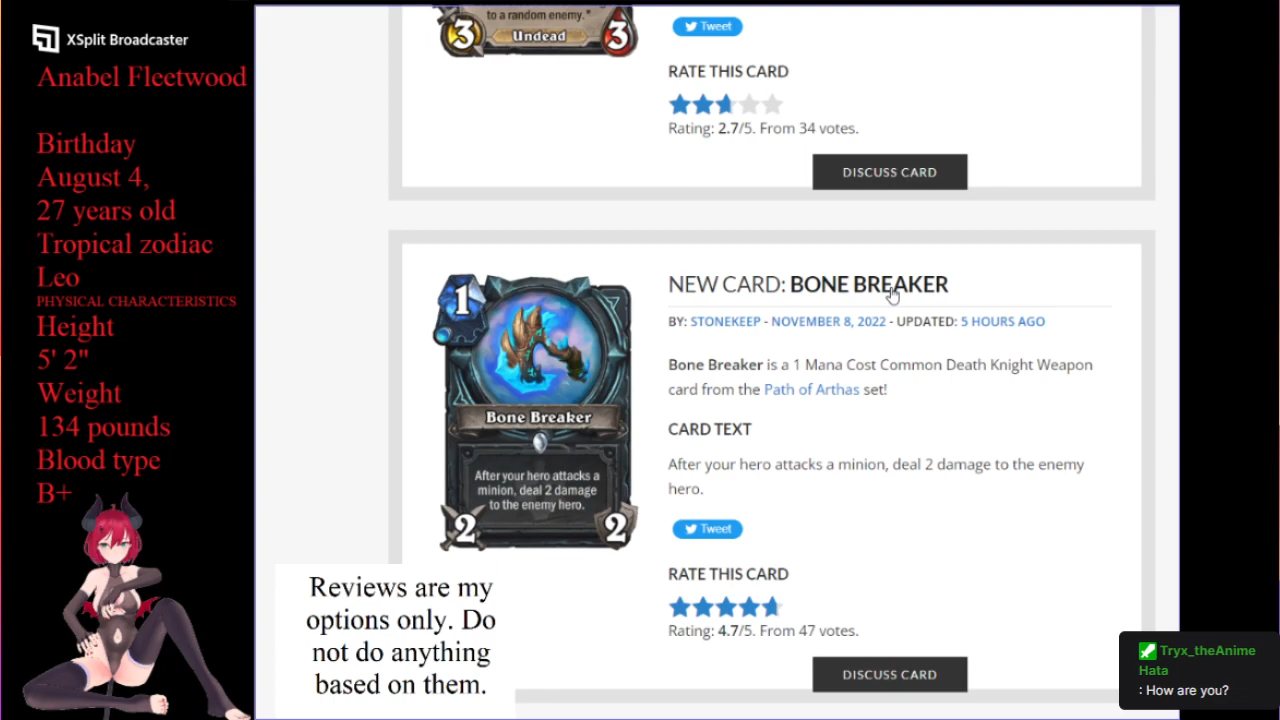 XSplit Broadcaster
Anabel Fleetwood
Birthday
August 4,
27 years old
Tropical zodiac
Leo
PHYSICAL CHARACTERISTICS
Height
5' 2"
Weight
134 pounds
Blood type
B+
to a random enemy."
3
Undead
3
Tweet
RATE THIS CARD
Rating: 2.7/5. From 34 votes.
DISCUSS CARD
NEW CARD: BONE BREAKER
BY: STONEKEEP - NOVEMBER 8, 2022 - UPDATED: 5 HOURS AGO
Bone Breaker is a 1 Mana Cost Common Death Knight Weapon
card from the Path of Arthas set!
CARD TEXT
After your hero attacks a minion, deal 2 damage to the enemy
hero.
Tweet
RATE THIS CARD
Rating: 4.7/5. From 47 votes.
DISCUSS CARD
1
Bone Breaker
After your hero attacks a
minion, deal 2 damage
to the enemy hero.
2
2
Reviews are my
options only. Do
not do anything
based on them.
Tryx_theAnime
Hata
: How are you?